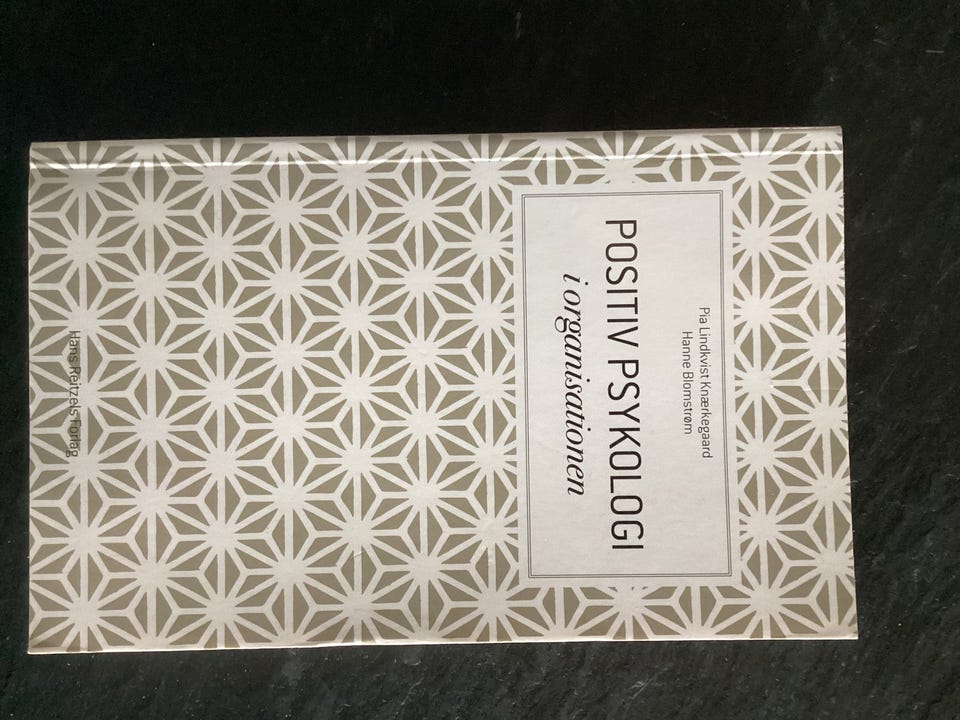 Pia Lindkvist Knærkegaard
Hanne Blomstrøm
POSITIV PSYKOLOGI
i organisationen
Hans Reitzels Forlag